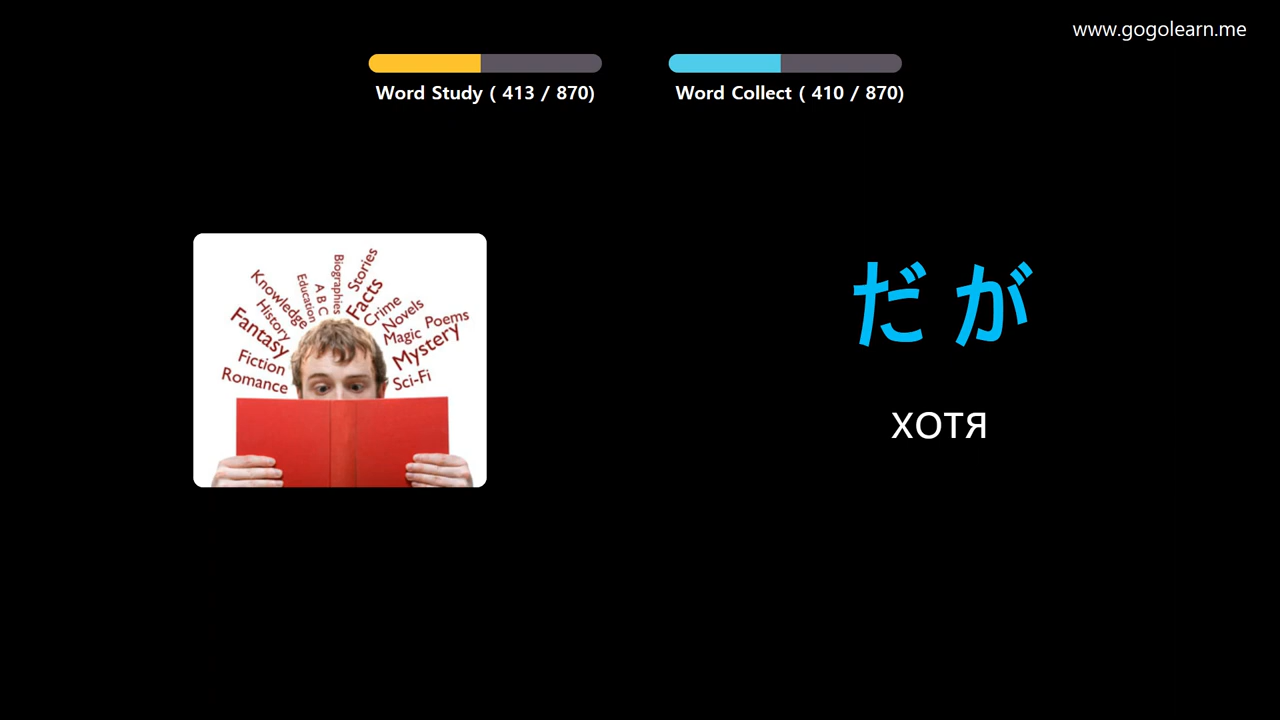 www.gogolearn.me
Word Study ( 413 / 870)
Word Collect ( 410 / 870)
Knowledge
History
Fantasy
Fiction
Romance
Education
A B C
Biographies
Stories
Facts
Crime
Novels
Magic
Poems
Mystery
Sci-Fi
だが
хотя